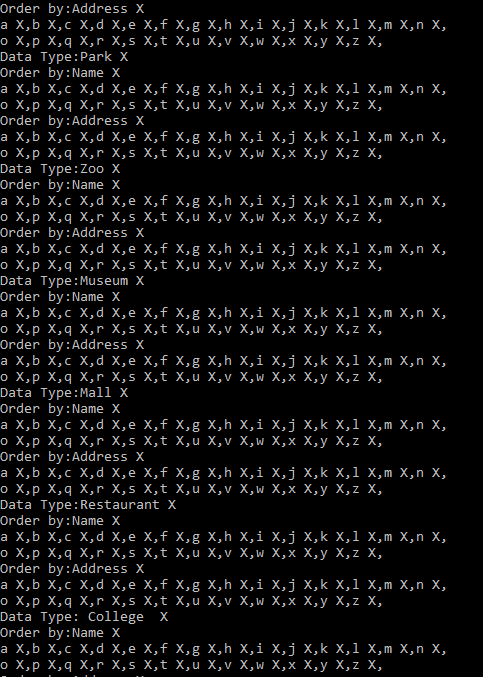 Order by:Address X
a X,b X,c X,d X,e X,f X,g X,h X,i X,j X,k X,l X,m X,n X,
o X,p X,q X,r X,s X,t X,u X,v X,w X,x X,y X,z X,
Data Type:Park X
Order by:Name X
a X,b X,c X,d X,e X,f X,g X,h X,i X,j X,k X,l X,m X,n X,
o X,p X,q X,r X,s X,t X,u X,v X,w X,x X,y X,z X,
Order by:Address X
a X,b X,c X,d X,e X,f X,g X,h X,i X,j X,k X,l X,m X,n X,
o X,p X,q X,r X,s X,t X,u X,v X,w X,x X,y X,z X,
Data Type:Zoo X
Order by:Name X
a X,b X,c X,d X,e X,f X,g X,h X,i X,j X,k X,l X,m X,n X,
o X,p X,q X,r X,s X,t X,u X,v X,w X,x X,y X,z X,
Order by:Address X
a X,b X,c X,d X,e X,f X,g X,h X,i X,j X,k X,l X,m X,n X,
o X,p X,q X,r X,s X,t X,u X,v X,w X,x X,y X,z X,
Data Type:Museum X
Order by:Name X
a X,b X,c X,d X,e X,f X,g X,h X,i X,j X,k X,l X,m X,n X,
o X,p X,q X,r X,s X,t X,u X,v X,w X,x X,y X,z X,
Order by:Address X
a X,b X,c X,d X,e X,f X,g X,h X,i X,j X,k X,l X,m X,n X,
o X,p X,q X,r X,s X,t X,u X,v X,w X,x X,y X,z X,
Data Type:Mall X
Order by:Name X
a X,b X,c X,d X,e X,f X,g X,h X,i X,j X,k X,l X,m X,n X,
o X,p X,q X,r X,s X,t X,u X,v X,w X,x X,y X,z X,
Order by:Address X
a X,b X,c X,d X,e X,f X,g X,h X,i X,j X,k X,l X,m X,n X,
o X,p X,q X,r X,s X,t X,u X,v X,w X,x X,y X,z X,
Data Type:Restaurant X
Order by:Name X
a X,b X,c X,d X,e X,f X,g X,h X,i X,j X,k X,l X,m X,n X,
o X,p X,q X,r X,s X,t X,u X,v X,w X,x X,y X,z X,
Order by:Address X
a X,b X,c X,d X,e X,f X,g X,h X,i X,j X,k X,l X,m X,n X,
o X,p X,q X,r X,s X,t X,u X,v X,w X,x X,y X,z X,
Data Type: College  X
Order by:Name X
a X,b X,c X,d X,e X,f X,g X,h X,i X,j X,k X,l X,m X,n X,
o X,p X,q X,r X,s X,t X,u X,v X,w X,x X,y X,z X,